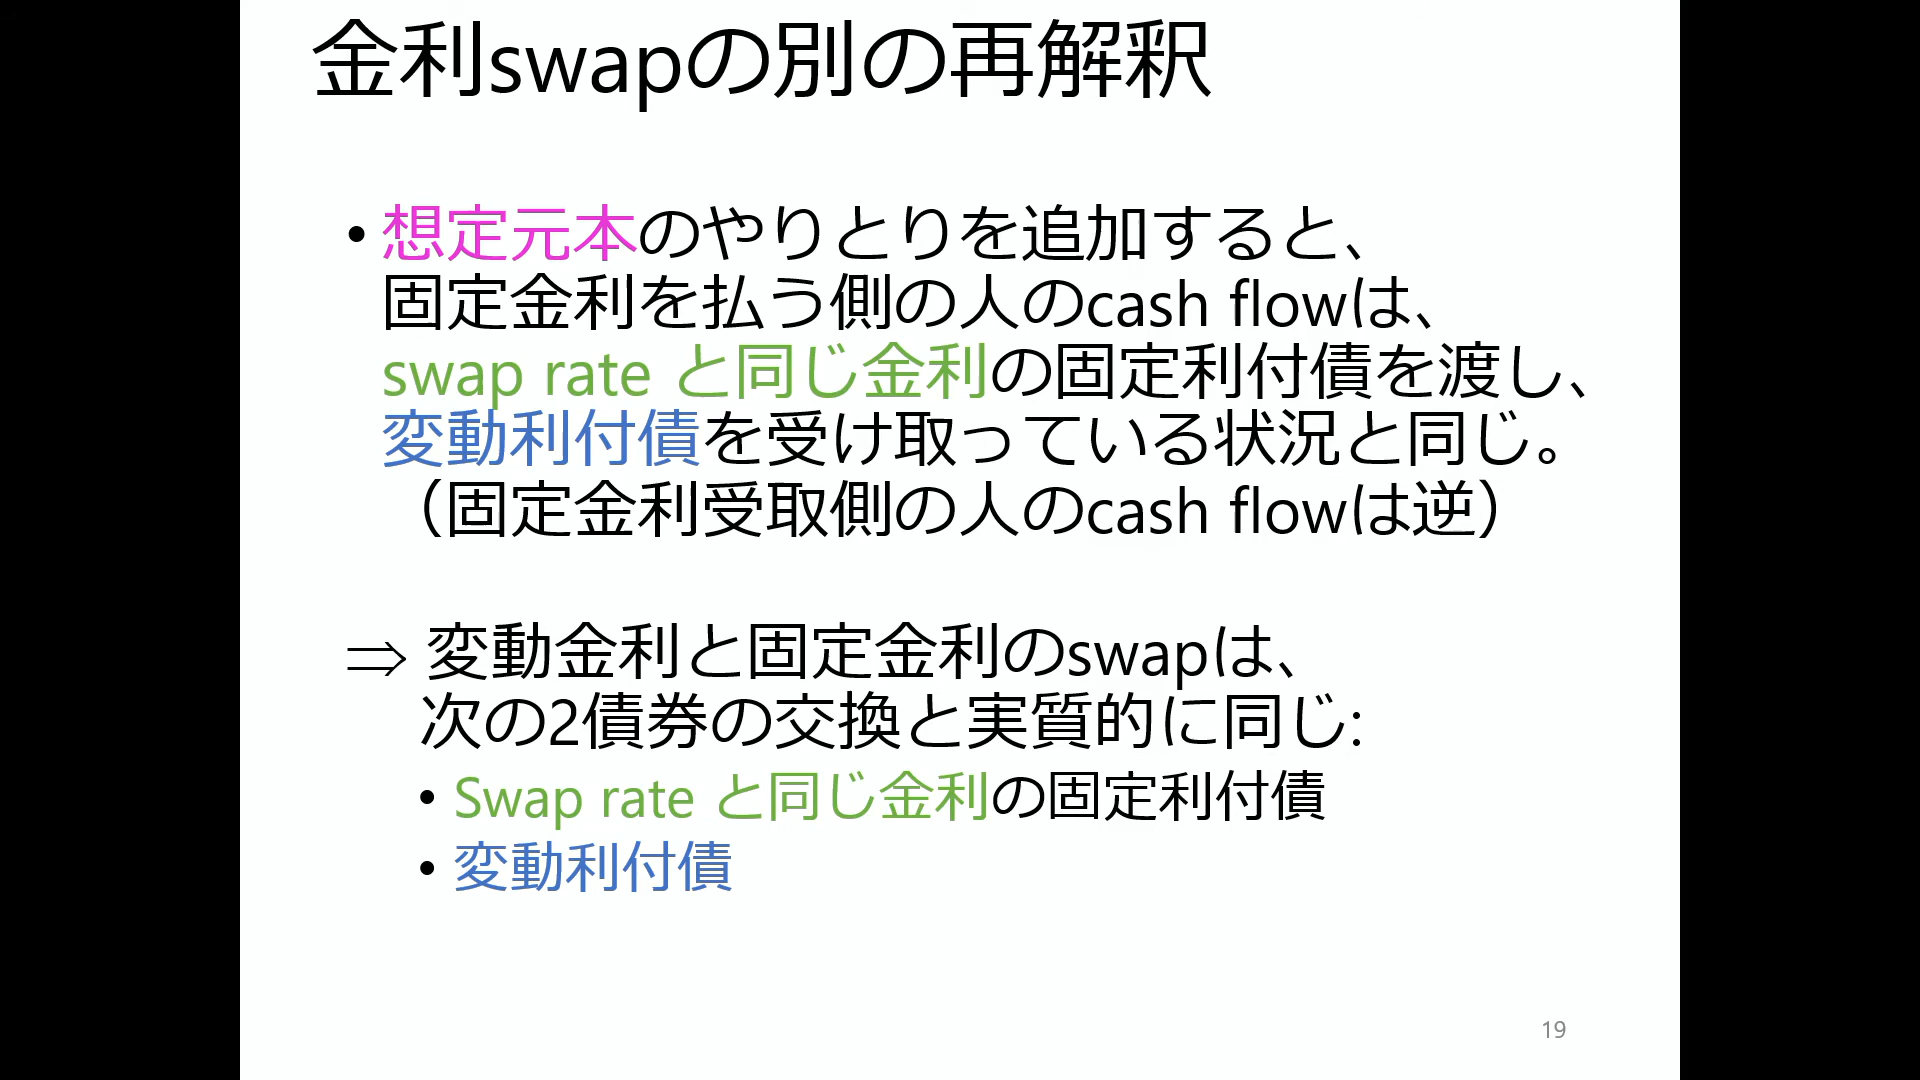 金利swapの別の再解釈
• 想定元本のやりとりを追加すると、
固定金利を払う側の人のcash flowは、
swap rate と同じ金利の固定利付債を渡し、
変動利付債を受け取っている状況と同じ。
（固定金利受取側の人のcash flowは逆）
⇒ 変動金利と固定金利のswapは、
次の2債券の交換と実質的に同じ:
• Swap rate と同じ金利の固定利付債
• 変動利付債
19